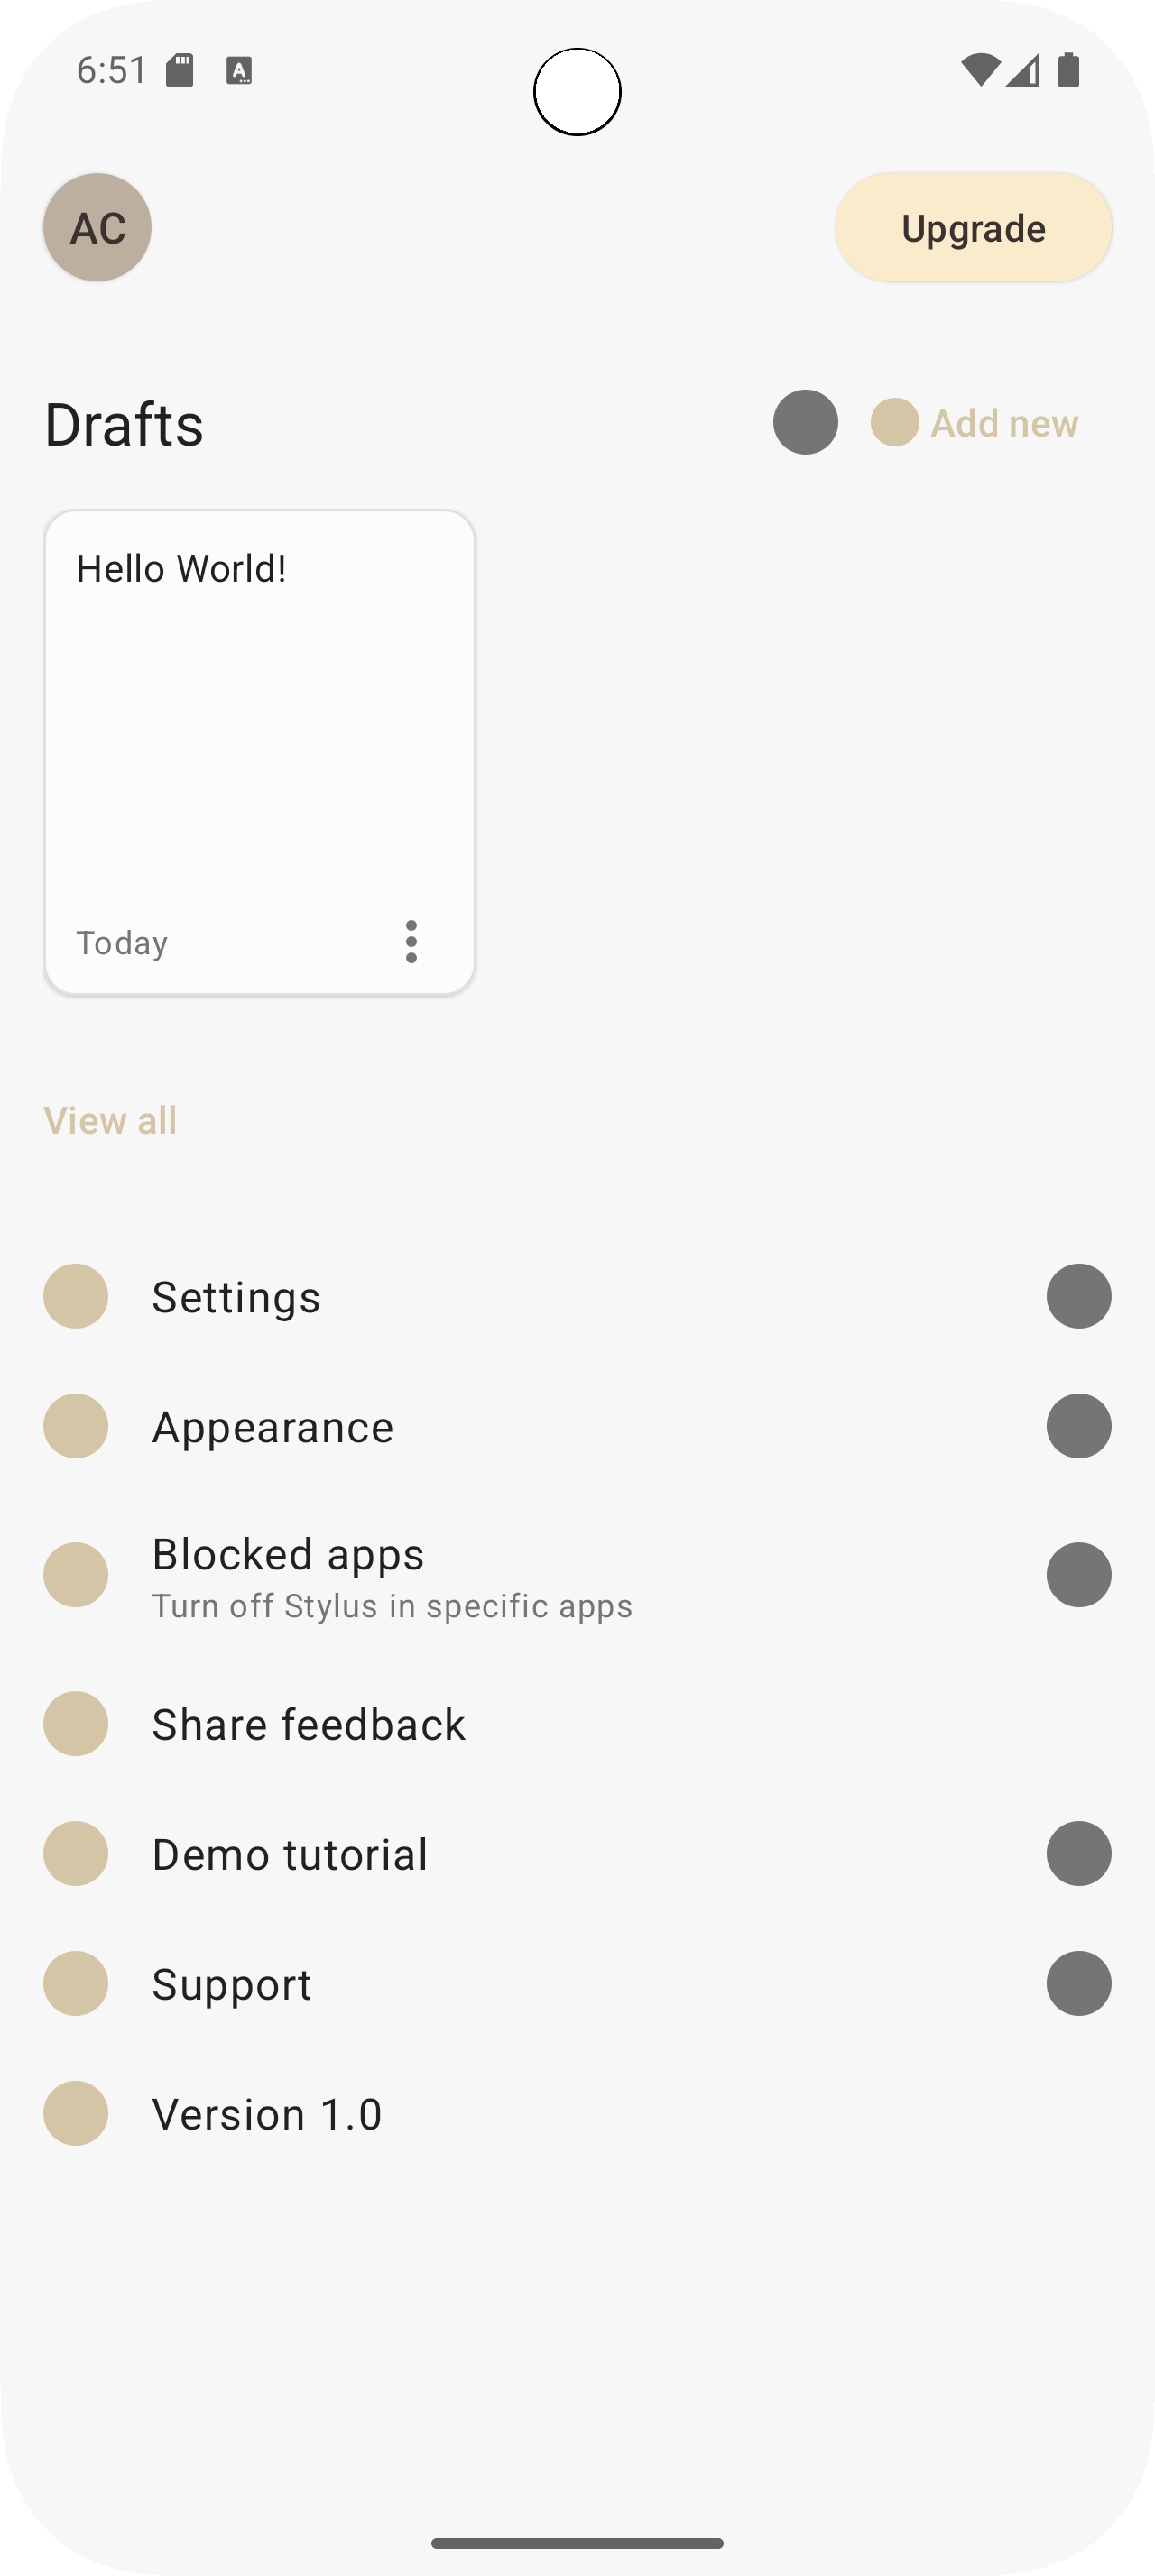 6:51
AC
Upgrade
Drafts
Add new
Hello World!
Today
View all
Settings
Appearance
Blocked apps
Turn off Stylus in specific apps
Share feedback
Demo tutorial
Support
Version 1.0